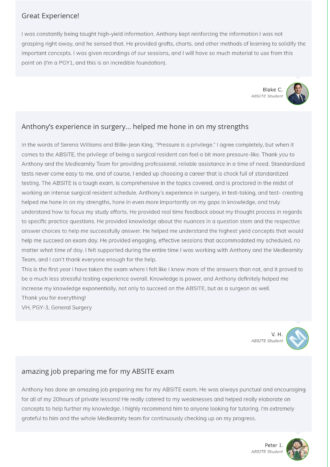 Great Experience!
I was constantly being taught high-yield information. Anthony kept reinforcing the information I was not
grasping right away, and he sensed that. He provided grafts, charts, and other methods of learning to solidify the
important concepts. I was given recordings of our sessions, and I will have so much material to use from this
point on (I'm a PGY1, and this is an incredible foundation).
Blake C.
ABSITE Student
Anthony's experience in surgery... helped me hone in on my strengths
In the words of Serena Williams and Billie-Jean King, "Pressure is a privilege." I agree completely, but when it
comes to the ABSITE, the privilege of being a surgical resident can feel a bit more pressure-like. Thank you to
Anthony and the Medlearnity Team for providing professional, reliable assistance in a time of need. Standardized
tests never come easy to me, and of course, I ended up choosing a career that is chock full of standardized
testing. The ABSITE is a tough exam, is comprehensive in the topics covered, and is proctored in the midst of
working an intense surgical resident schedule. Anthony's experience in surgery, in test-taking, and test- creating
helped me hone in on my strengths, hone in even more importantly on my gaps in knowledge, and truly
understand how to focus my study efforts. He provided real time feedback about my thought process in regards
to specific practice questions. He provided knowledge about the nuances in a question stem and the respective
answer choices to help me successfully answer. He helped me understand the highest yield concepts that would
help me succeed on exam day. He provided engaging, effective sessions that accommodated my schedule, no
matter what time of day. I felt supported during the entire time I was working with Anthony and the Medlearnity
Team, and I can't thank everyone enough for the help.
This is the first year I have taken the exam where I felt like I knew more of the answers than not, and it proved to
be a much less stressful testing experience overall. Knowledge is power, and Anthony definitely helped me
increase my knowledge exponentially, not only to succeed on the ABSITE, but as a surgeon as well.
Thank you for everything!
VH, PGY-3, General Surgery
V. H.
ABSITE Student
amazing job preparing me for my ABSITE exam
Anthony has done an amazing job preparing me for my ABSITE exam. He was always punctual and encouraging
for all of my 20hours of private lessons! He really catered to my weaknesses and helped really elaborate on
concepts to help further my knowledge. I highly recommend him to anyone looking for tutoring. I'm extremely
grateful to him and the whole Medlearnity team for continuously checking up on my progress.
Peter J.
ABSITE Student